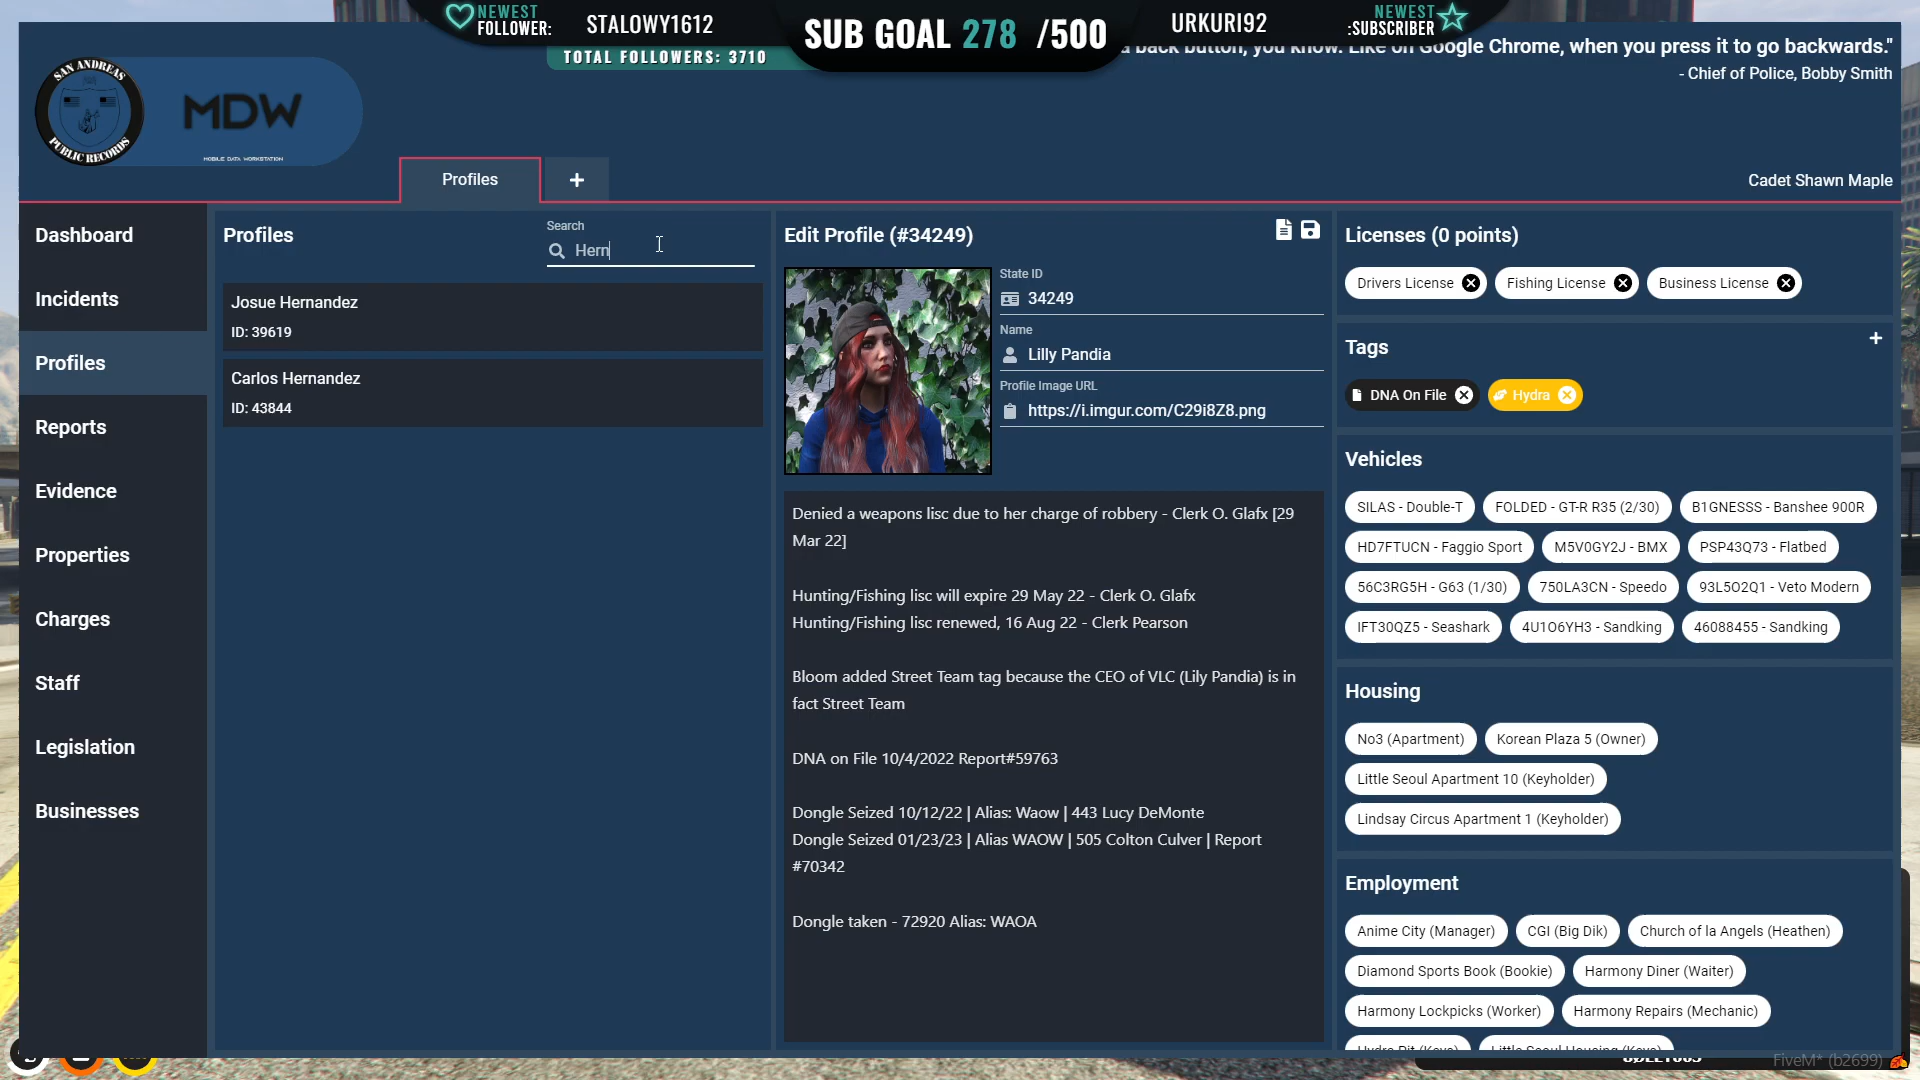 NEWEST
FOLLOWER:
STALOWY1612
SUB GOAL 278 /500
URKURI92
NEWEST
:SUBSCRIBER
TOTAL FOLLOWERS: 3710
a back button, you know. Like on Google Chrome, when you press it to go backwards."
- Chief of Police, Bobby Smith
SAN ANDREAS
PUBLIC RECORDS
MDW
MOBILE DATA WORKSTATION
Profiles
+
Cadet Shawn Maple
Dashboard
Incidents
Profiles
Reports
Evidence
Properties
Charges
Staff
Legislation
Businesses
Profiles
Search
Hern
Josue Hernandez
ID: 39619
Carlos Hernandez
ID: 43844
Edit Profile (#34249)
State ID
34249
Name
Lilly Pandia
Profile Image URL
https://i.imgur.com/C29i8Z8.png
Denied a weapons lisc due to her charge of robbery - Clerk O. Glafx [29
Mar 22]
Hunting/Fishing lisc will expire 29 May 22 - Clerk O. Glafx
Hunting/Fishing lisc renewed, 16 Aug 22 - Clerk Pearson
Bloom added Street Team tag because the CEO of VLC (Lily Pandia) is in
fact Street Team
DNA on File 10/4/2022 Report#59763
Dongle Seized 10/12/22 | Alias: Waow | 443 Lucy DeMonte
Dongle Seized 01/23/23 | Alias WAOW | 505 Colton Culver | Report
#70342
Dongle taken - 72920 Alias: WAOA
Licenses (0 points)
Drivers License Fishing License Business License
Tags
+
DNA On File Hydra
Vehicles
SILAS - Double-T FOLDED - GT-R R35 (2/30) B1GNESSS - Banshee 900R
HD7FTUCN - Faggio Sport M5V0GY2J - BMX PSP43Q73 - Flatbed
56C3RG5H - G63 (1/30) 750LA3CN - Speedo 93L5O2Q1 - Veto Modern
IFT30QZ5 - Seashark 4U1O6YH3 - Sandking 46088455 - Sandking
Housing
No3 (Apartment) Korean Plaza 5 (Owner)
Little Seoul Apartment 10 (Keyholder)
Lindsay Circus Apartment 1 (Keyholder)
Employment
Anime City (Manager) CGI (Big Dik) Church of la Angels (Heathen)
Diamond Sports Book (Bookie) Harmony Diner (Waiter)
Harmony Lockpicks (Worker) Harmony Repairs (Mechanic)
FiveM* (b2699)